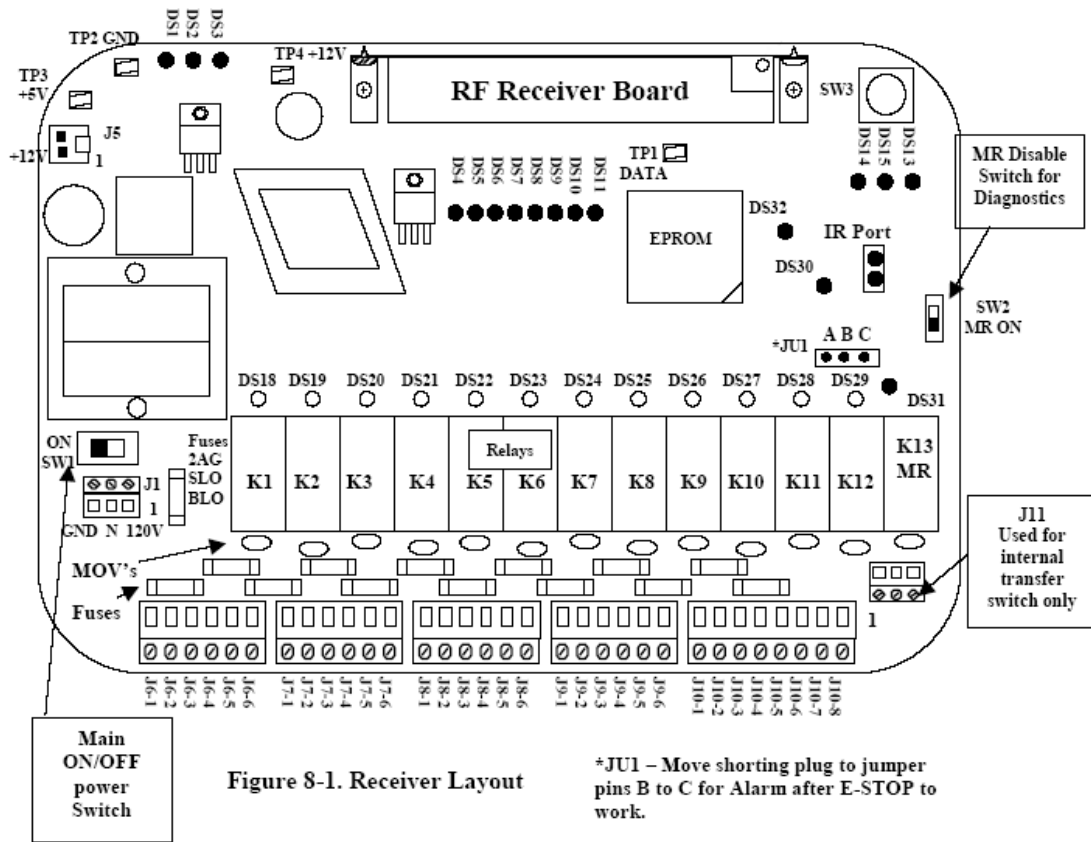 DS1
DS2
DS3
TP2 GND
TP3
+5V
TP4 +12V
RF Receiver Board
SW3
J5
+12V
1
TP1
DATA
DS4
DS5
DS6
DS7
DS8
DS9
DS10
DS11
DS14
DS15
DS13
MR Disable
Switch for
Diagnostics
EPROM
DS32
IR Port
DS30
SW2
MR ON
*JU1
A B C
DS18
DS19
DS20
DS21
DS22
DS23
DS24
DS25
DS26
DS27
DS28
DS29
DS31
ON
SW1
Fuses
2AG
SLO
BLO
Relays
K1
K2
K3
K4
K5
K6
K7
K8
K9
K10
K11
K12
K13
MR
J1
1
GND N 120V
J11
Used for
internal
transfer
switch only
MOV's
Fuses
1
J6-1
J6-2
J6-3
J6-4
J6-5
J6-6
J7-1
J7-2
J7-3
J7-4
J7-5
J7-6
J8-1
J8-2
J8-3
J8-4
J8-5
J8-6
J9-1
J9-2
J9-3
J9-4
J9-5
J9-6
J10-1
J10-2
J10-3
J10-4
J10-5
J10-6
J10-7
J10-8
Main
ON/OFF
power
Switch
Figure 8-1. Receiver Layout
*JU1 – Move shorting plug to jumper
pins B to C for Alarm after E-STOP to
work.